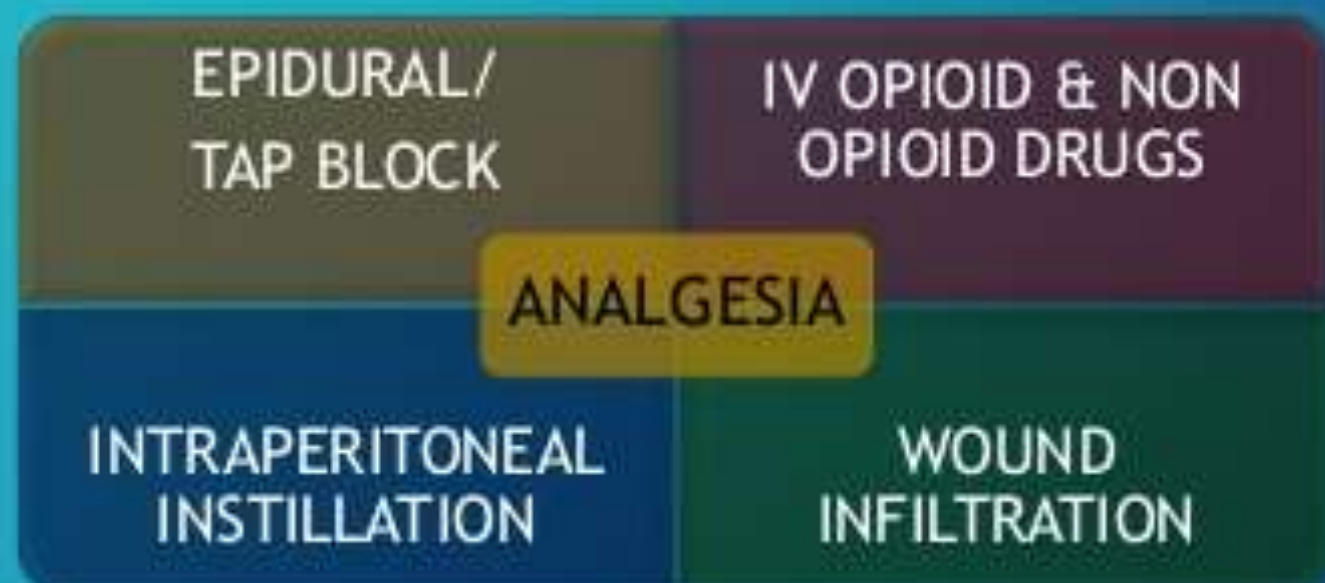 EPIDURAL/
TAP BLOCK
IV OPIOID & NON
OPIOID DRUGS
ANALGESIA
INTRAPERITONEAL
INSTILLATION
WOUND
INFILTRATION